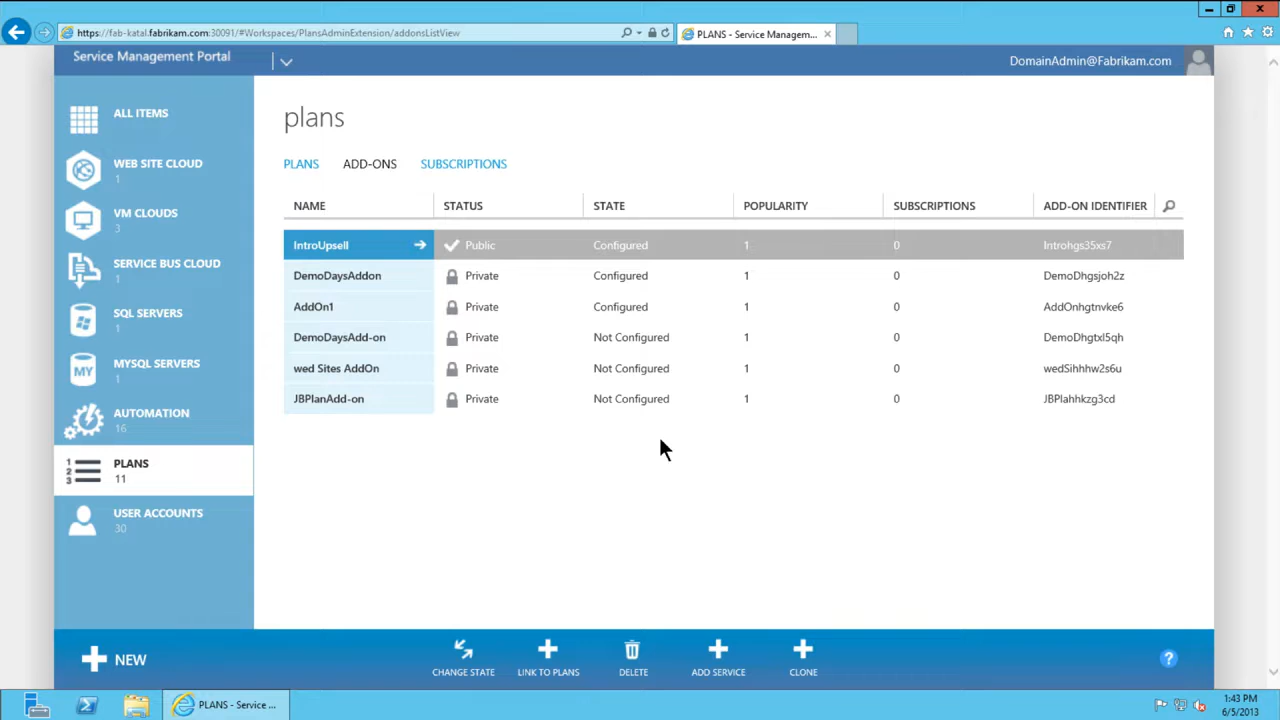 https://fab-katal.fabrikam.com:30091/#Workspaces/PlansAdminExtension/addonsListView
PLANS - Service Managem...
Service Management Portal
DomainAdmin@Fabrikam.com
ALL ITEMS
WEB SITE CLOUD
1
VM CLOUDS
3
SERVICE BUS CLOUD
1
SQL SERVERS
1
MY
MYSQL SERVERS
1
AUTOMATION
16
1
2
3
PLANS
11
USER ACCOUNTS
30
plans
PLANS ADD-ONS SUBSCRIPTIONS
NAME STATUS STATE POPULARITY SUBSCRIPTIONS ADD-ON IDENTIFIER
IntroUpsell Public Configured 1 0 Introhgs35xs7
DemoDaysAddon Private Configured 1 0 DemoDhgsjoh2z
AddOn1 Private Configured 1 0 AddOnhgtnvke6
DemoDaysAdd-on Private Not Configured 1 0 DemoDhgtxl5qh
wed Sites AddOn Private Not Configured 1 0 wedSihhhw2s6u
JBPlanAdd-on Private Not Configured 1 0 JBPlahhkzg3cd
NEW
CHANGE STATE LINK TO PLANS DELETE ADD SERVICE CLONE
?
PLANS - Service ...
1:43 PM
6/5/2013